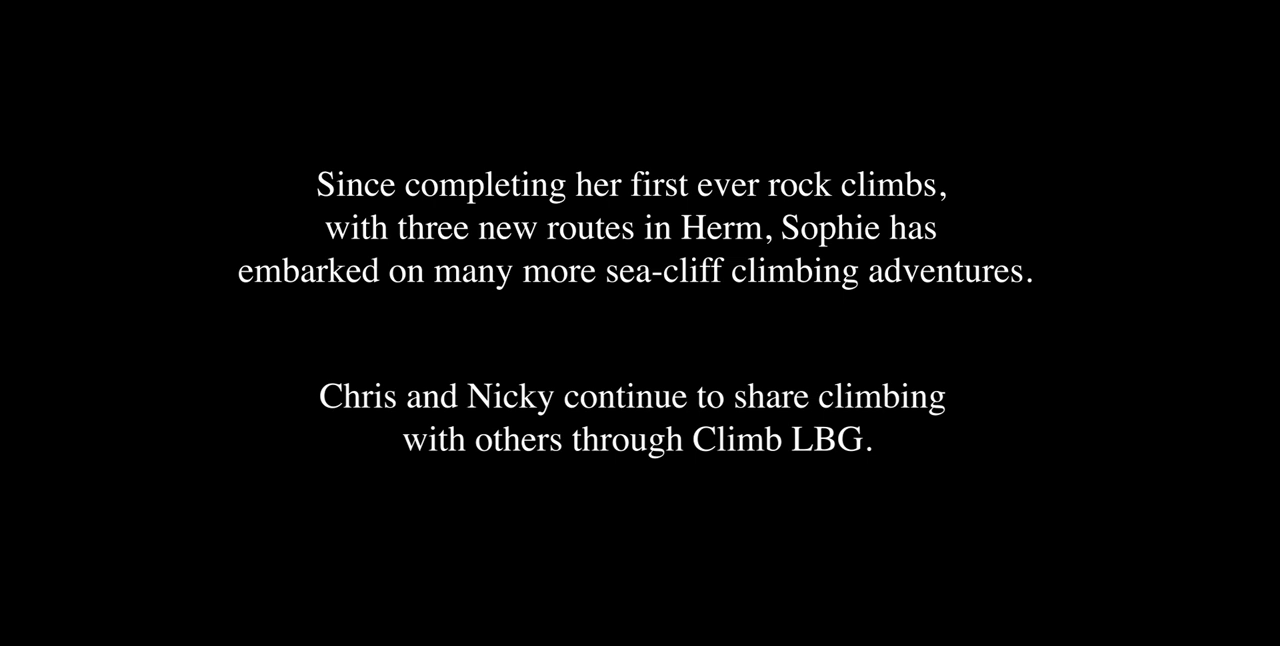 Since completing her first ever rock climbs,
with three new routes in Herm, Sophie has
embarked on many more sea-cliff climbing adventures.
Chris and Nicky continue to share climbing
with others through Climb LBG.